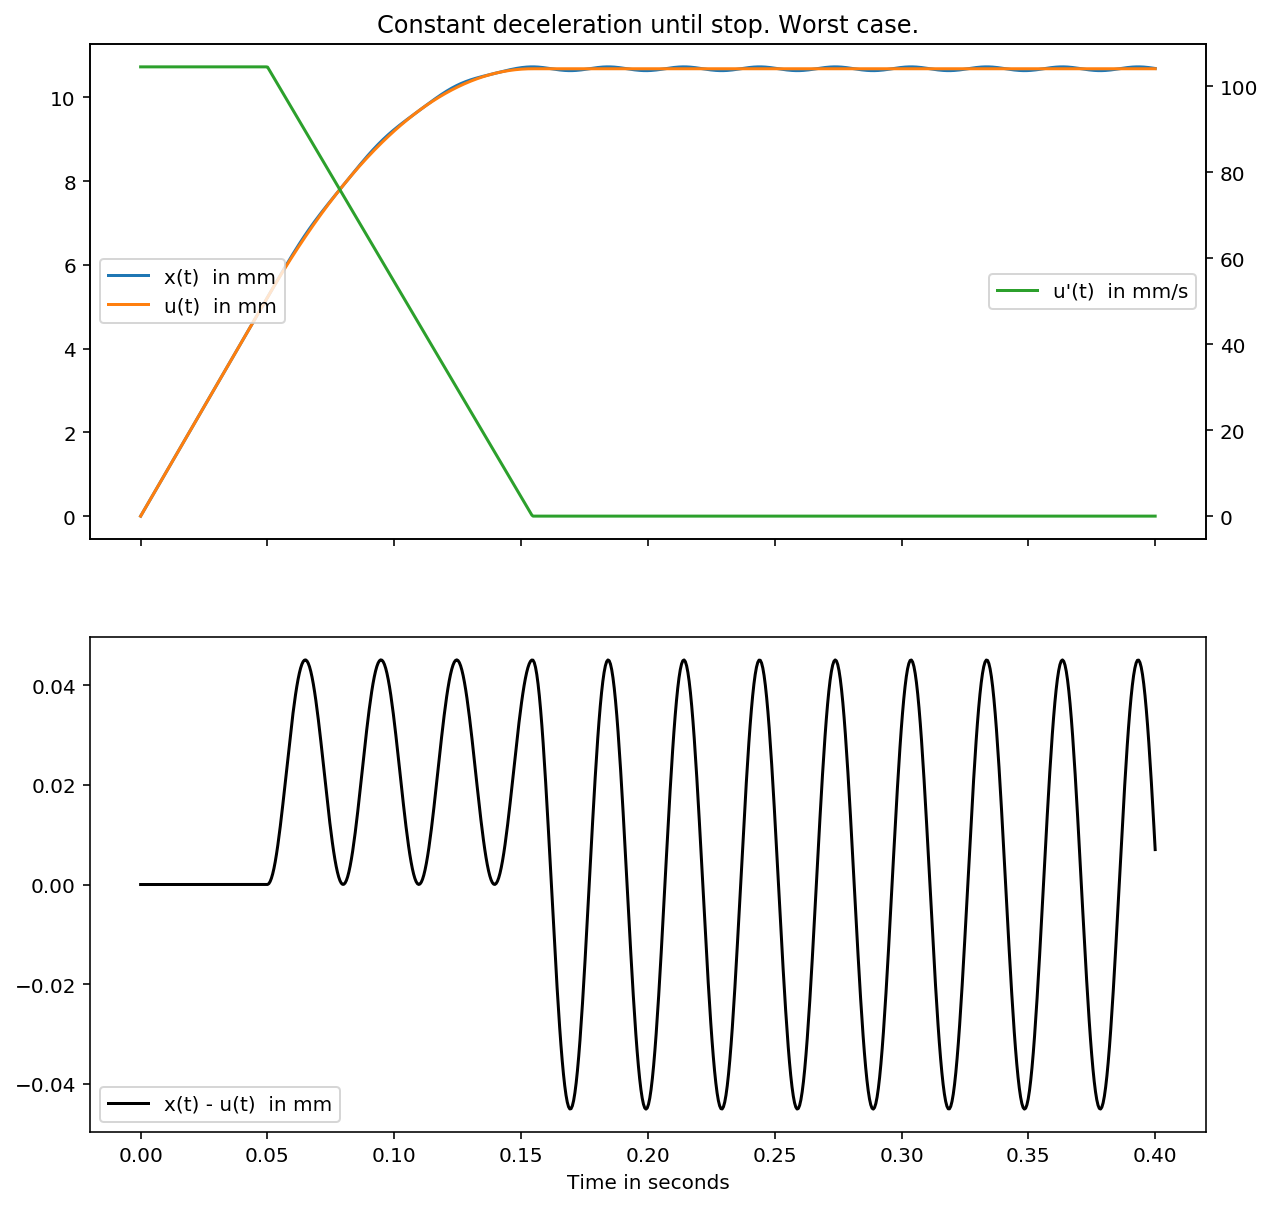 Constant deceleration until stop. Worst case.
10
8
6
4
2
0
x(t)  in mm
u(t)  in mm
100
80
60
40
20
0
u'(t)  in mm/s
0.04
0.02
0.00
−0.02
−0.04
x(t) - u(t)  in mm
0.00 0.05 0.10 0.15 0.20 0.25 0.30 0.35 0.40
Time in seconds